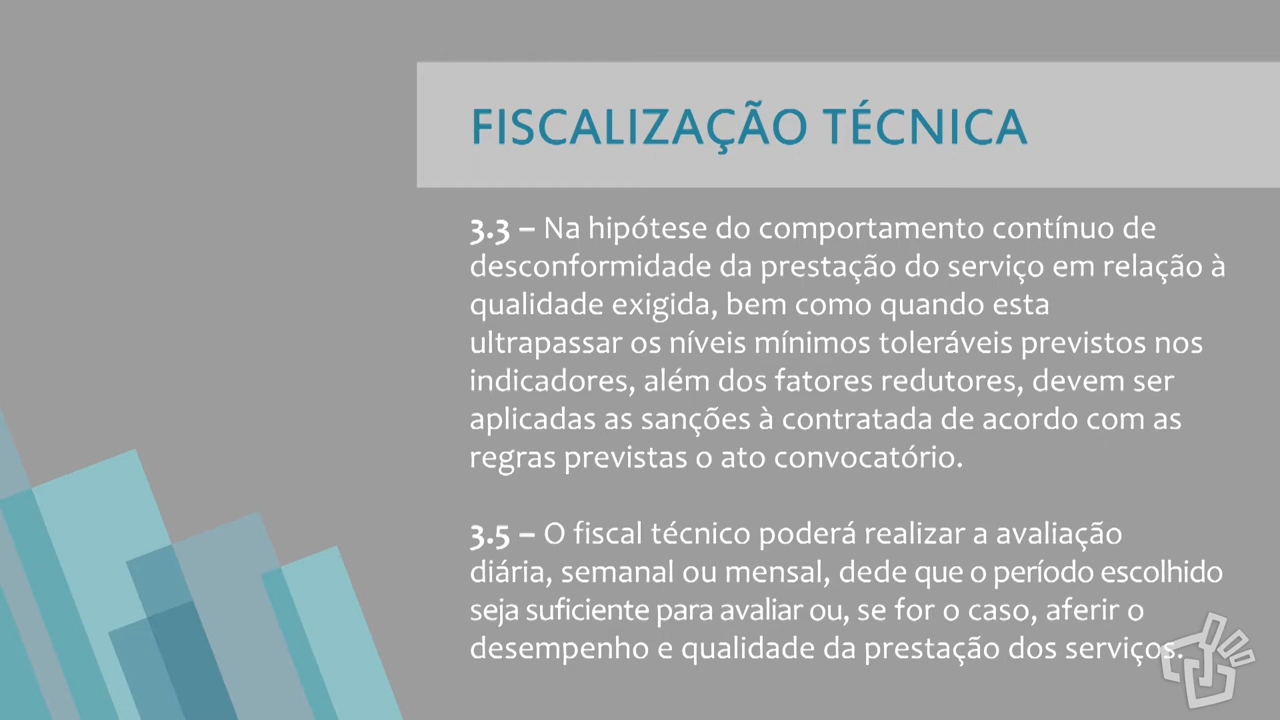 FISCALIZAÇÃO TÉCNICA
3.3 – Na hipótese do comportamento contínuo de
desconformidade da prestação do serviço em relação à
qualidade exigida, bem como quando esta
ultrapassar os níveis mínimos toleráveis previstos nos
indicadores, além dos fatores redutores, devem ser
aplicadas as sanções à contratada de acordo com as
regras previstas o ato convocatório.
3.5 – O fiscal técnico poderá realizar a avaliação
diária, semanal ou mensal, dede que o período escolhido
seja suficiente para avaliar ou, se for o caso, aferir o
desempenho e qualidade da prestação dos serviços.